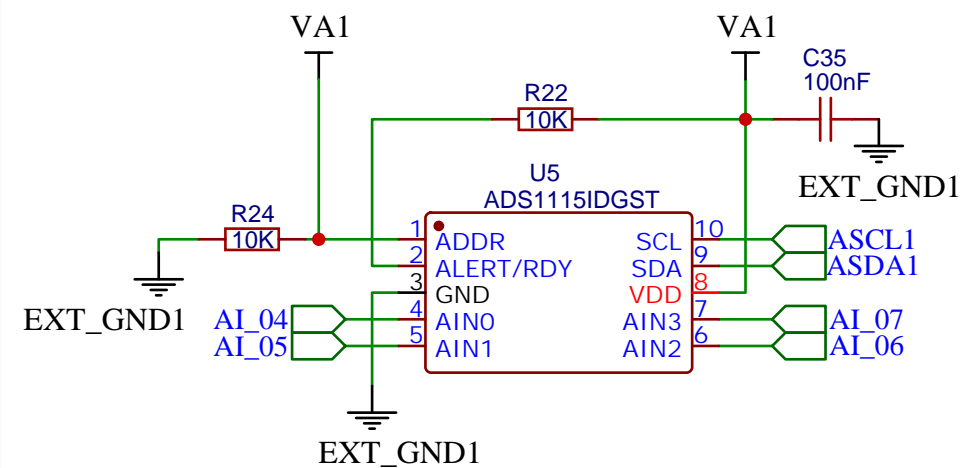 VA1
VA1
C35
100nF
R22
10K
EXT_GND1
U5
ADS1115IDGST
R24
10K
1
ADDR
SCL
10
ASCL1
2
ALERT/RDY
SDA
9
ASDA1
3
GND
VDD
8
EXT_GND1
AI_04
4
AIN0
AIN3
7
AI_07
AI_05
5
AIN1
AIN2
6
AI_06
EXT_GND1